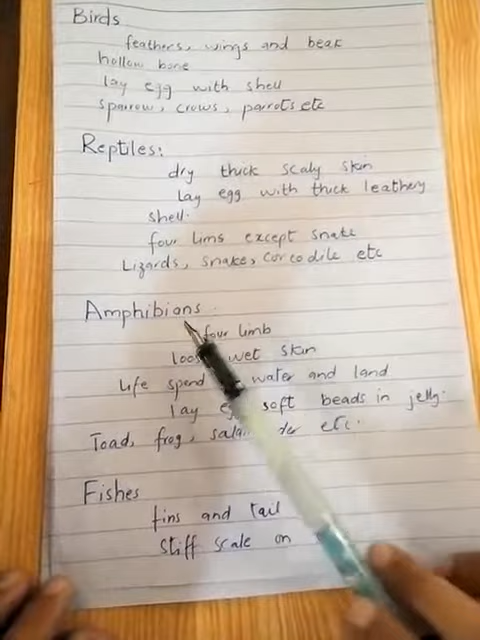 Birds
feathers, wings and beak
hollow bone
lay egg with shell
sparrow, crows, parrots etc
Reptiles:
dry thick scaly skin
lay egg with thick leathery
shell.
four lims except snake
Lizards, snakes, corcodile etc
Amphibians
four limb
wet skin
life spend water and land
lay soft beads in jelly.
Toad, frog, etc.
Fishes
fins and tail
stiff scale on